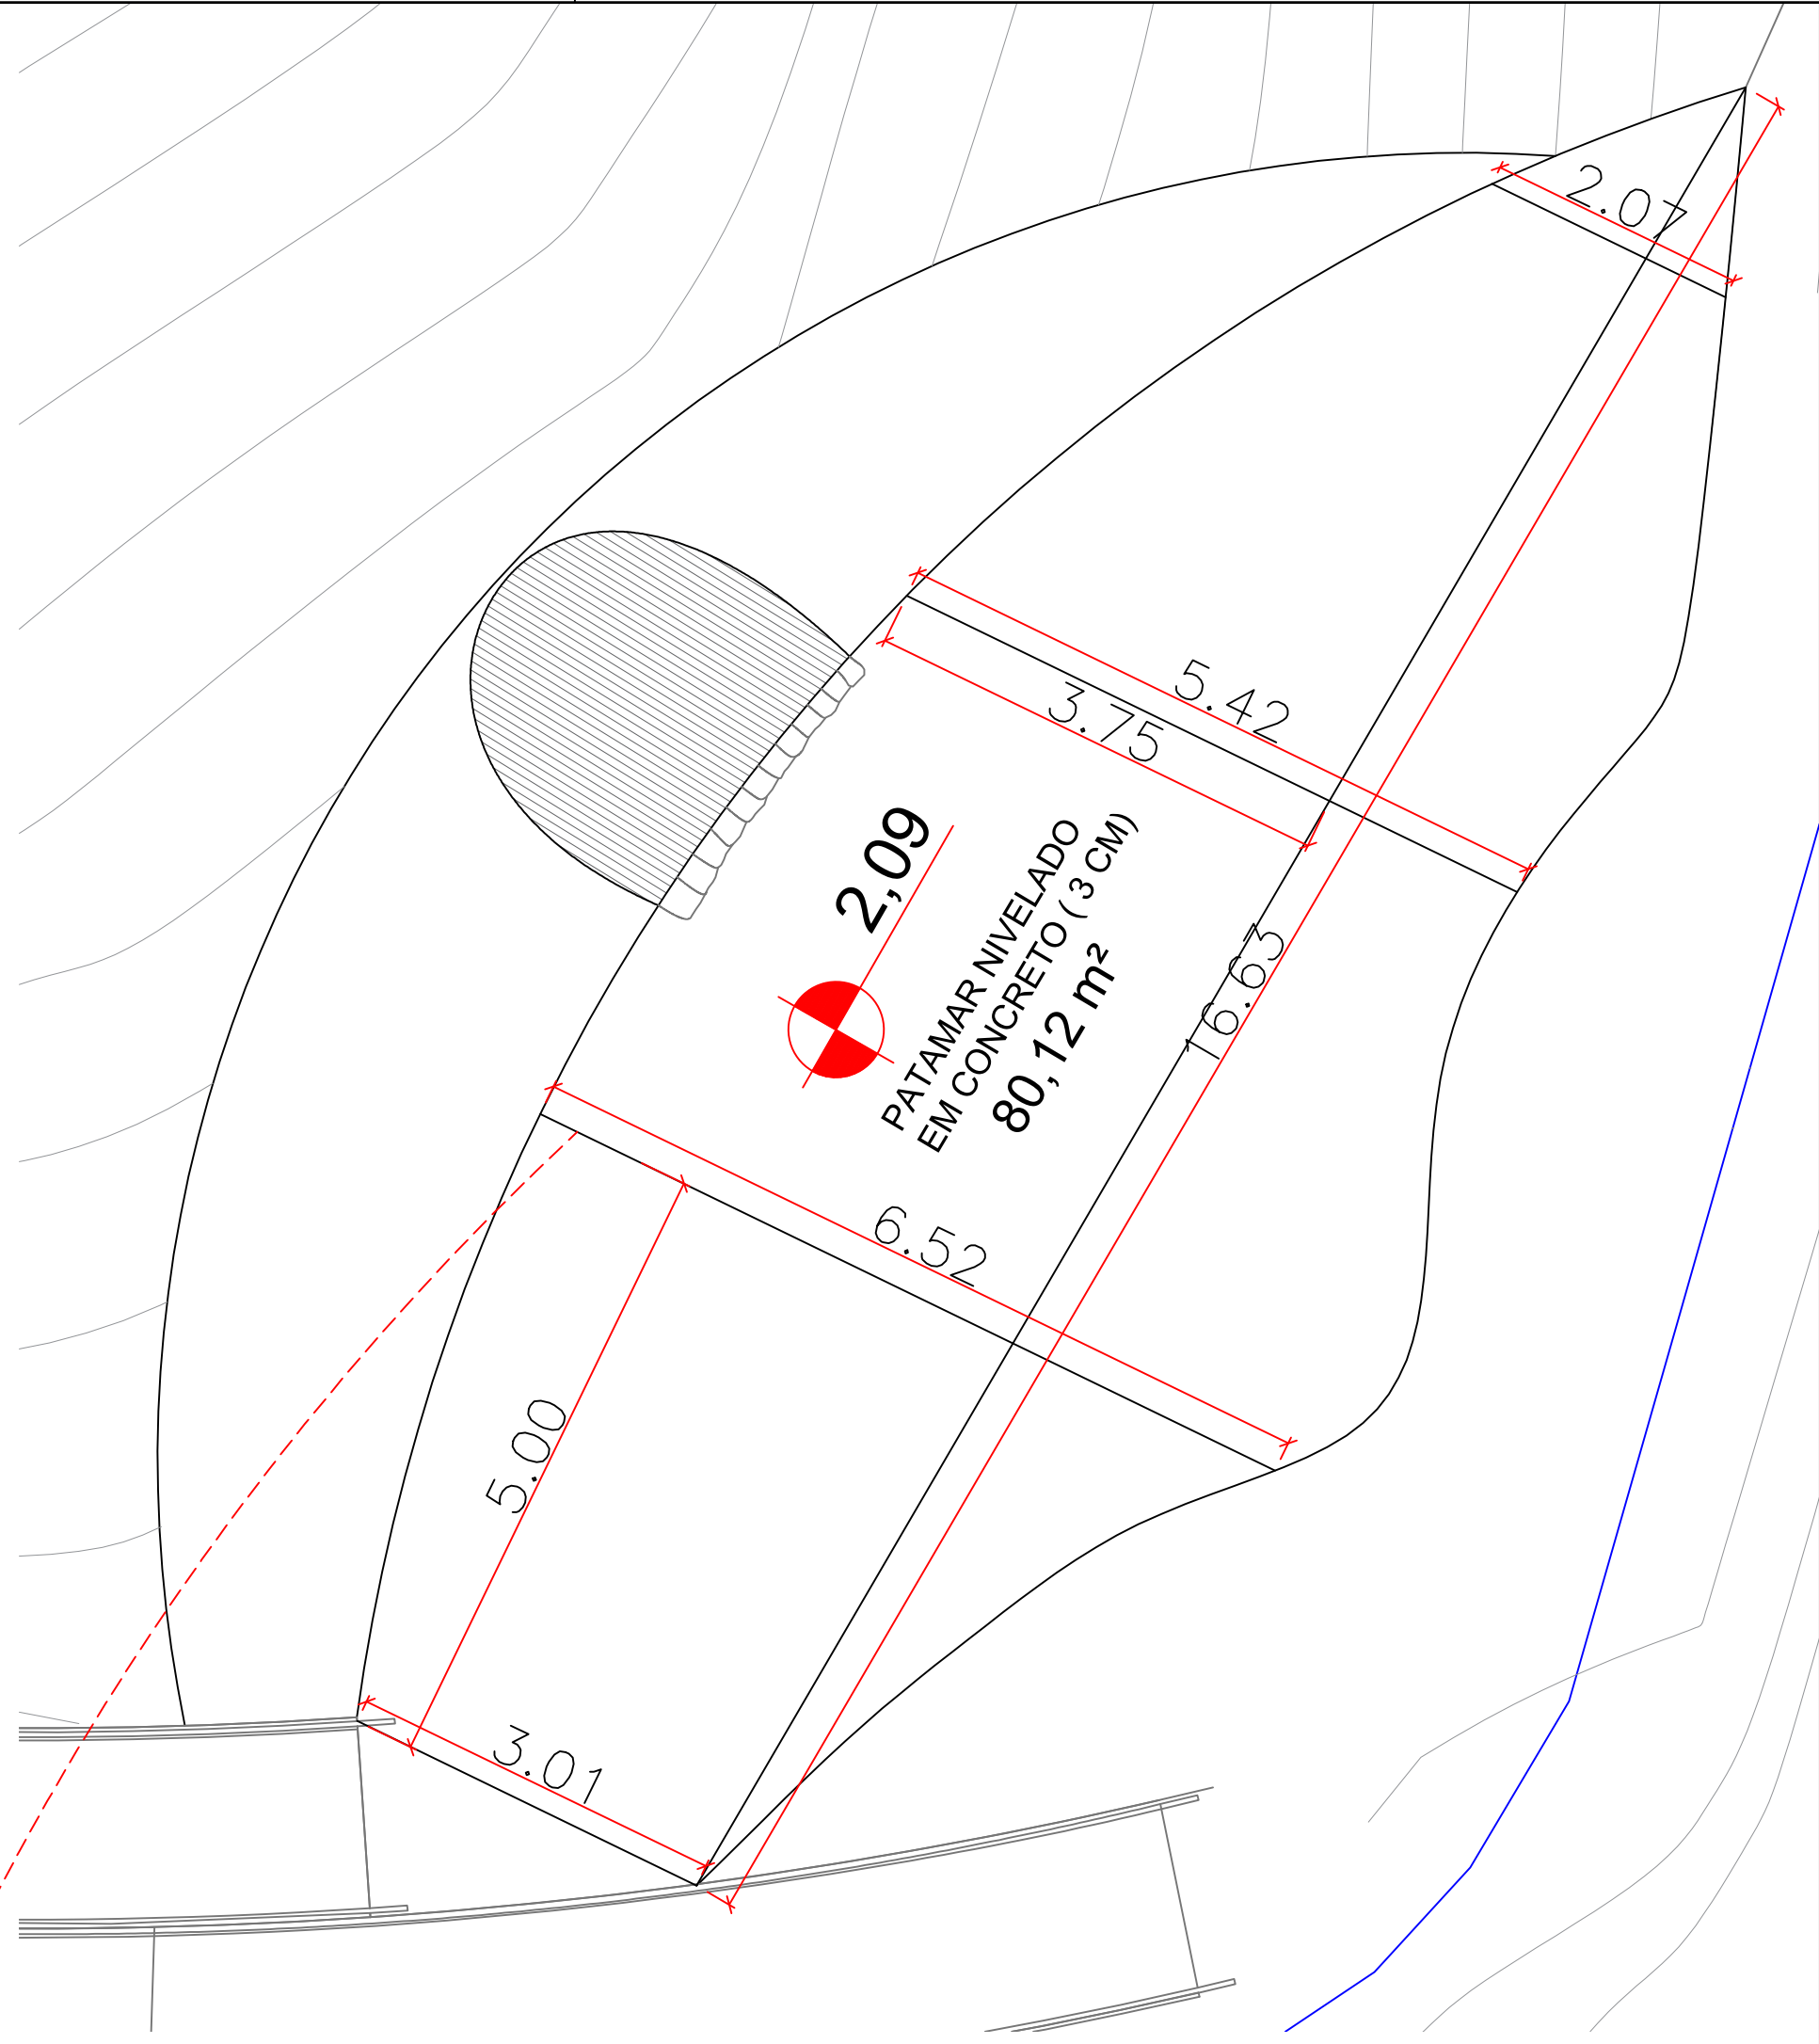 2.07
5.42
3.75
2,09
PATAMAR NIVELADO
EM CONCRETO ( 3 CM)
80,12 m²
16.65
6.52
5.00
3.01